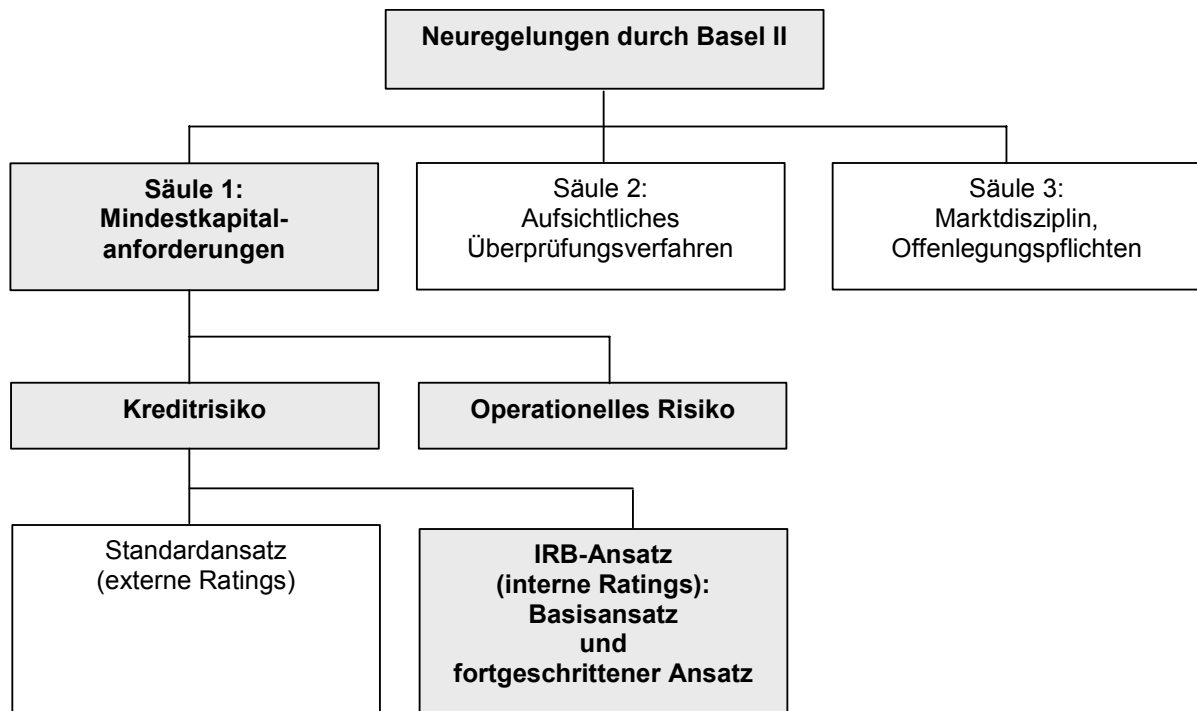 Neuregelungen durch Basel II
Säule 1:
Mindestkapital-
anforderungen
Säule 2:
Aufsichtliches
Überprüfungsverfahren
Säule 3:
Marktdisziplin,
Offenlegungspflichten
Kreditrisiko
Operationelles Risiko
Standardansatz
(externe Ratings)
IRB-Ansatz
(interne Ratings):
Basisansatz
und
fortgeschrittener Ansatz